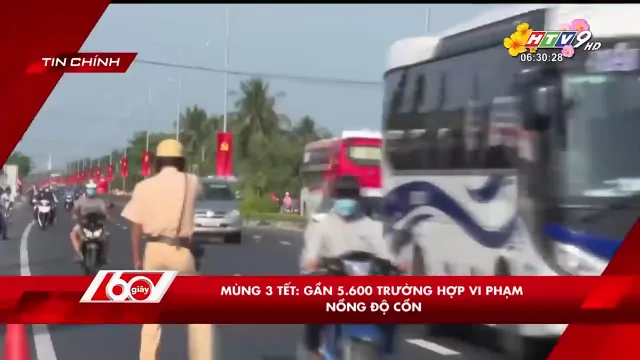 TIN CHÍNH
HTV9 HD
06:30:28
60 giây
MÙNG 3 TẾT: GẦN 5.600 TRƯỜNG HỢP VI PHẠM
NỒNG ĐỘ CỒN